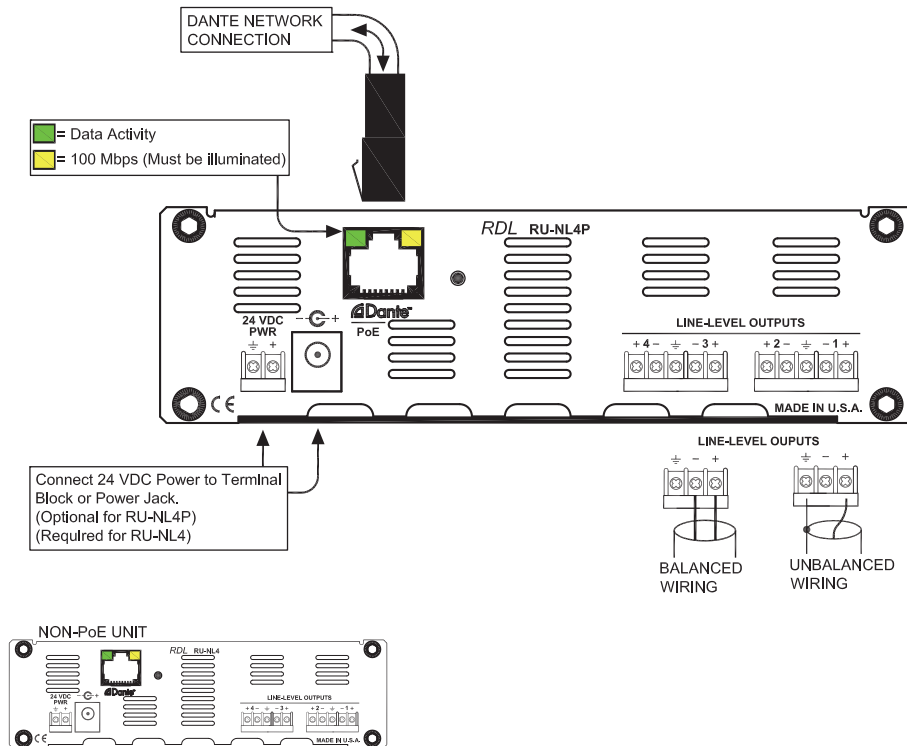 DANTE NETWORK
CONNECTION
= Data Activity
= 100 Mbps (Must be illuminated)
RDL RU-NL4P
Dante™
PoE
24 VDC
PWR
- +
⏚ +
LINE-LEVEL OUTPUTS
+ 4 - ⏚ - 3 +
+ 2 - ⏚ - 1 +
CE
MADE IN U.S.A.
Connect 24 VDC Power to Terminal
Block or Power Jack.
(Optional for RU-NL4P)
(Required for RU-NL4)
LINE-LEVEL OUPUTS
⏚ - +
⏚ - +
BALANCED
WIRING
UNBALANCED
WIRING
NON-PoE UNIT
RDL RU-NL4
Dante™
24 VDC
PWR
- +
⏚ +
LINE-LEVEL OUTPUTS
+ 4 - ⏚ - 3 +
+ 2 - ⏚ - 1 +
CE
MADE IN U.S.A.